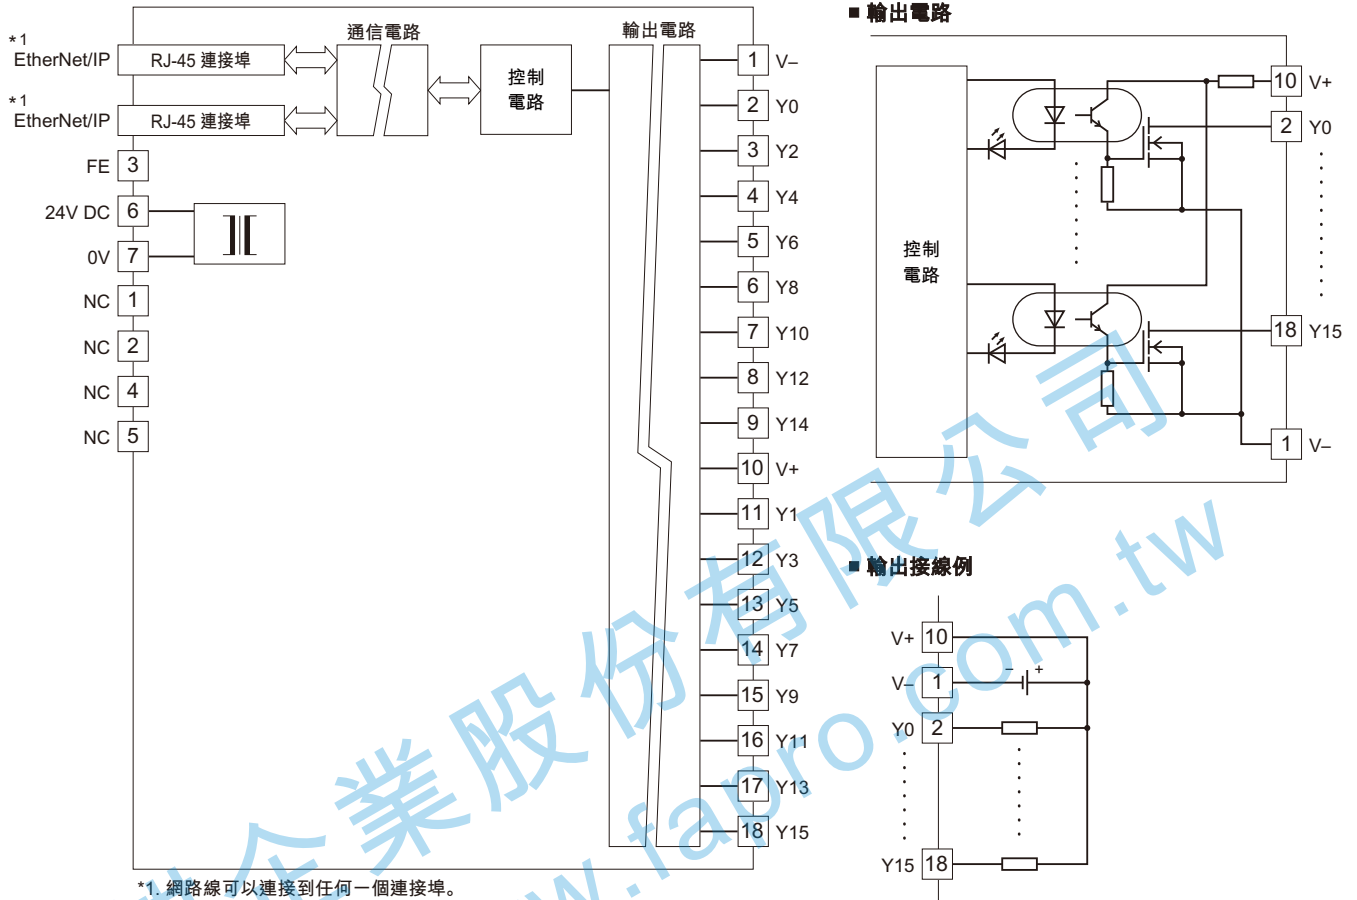 *1
EtherNet/IP
RJ-45 連接埠
*1
EtherNet/IP
RJ-45 連接埠
通信電路
控制
電路
輸出電路
FE 3
24V DC 6
0V 7
NC 1
NC 2
NC 4
NC 5
1 V–
2 Y0
3 Y2
4 Y4
5 Y6
6 Y8
7 Y10
8 Y12
9 Y14
10 V+
11 Y1
12 Y3
13 Y5
14 Y7
15 Y9
16 Y11
17 Y13
18 Y15
*1. 網路線可以連接到任何一個連接埠。
■ 輸出電路
控制
電路
10 V+
2 Y0
18 Y15
1 V–
■ 輸出接線例
V+ 10
V– 1
– +
Y0 2
Y15 18
企業股份有限公司
w.fapro.com.tw